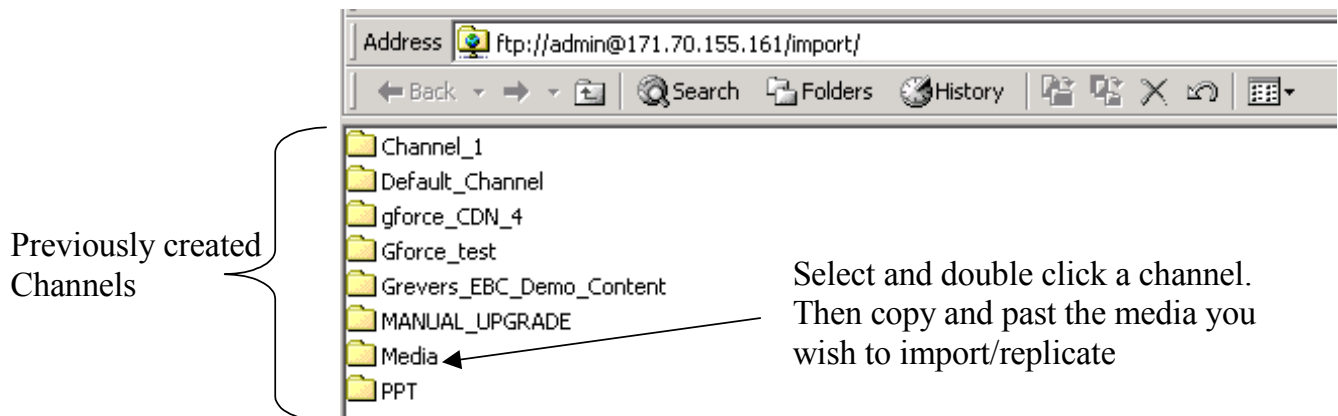 Address ftp://admin@171.70.155.161/import/
Back Search Folders History
Channel_1
Default_Channel
gforce_CDN_4
Gforce_test
Grevers_EBC_Demo_Content
MANUAL_UPGRADE
Media
PPT
Previously created
Channels
Select and double click a channel.
Then copy and past the media you
wish to import/replicate